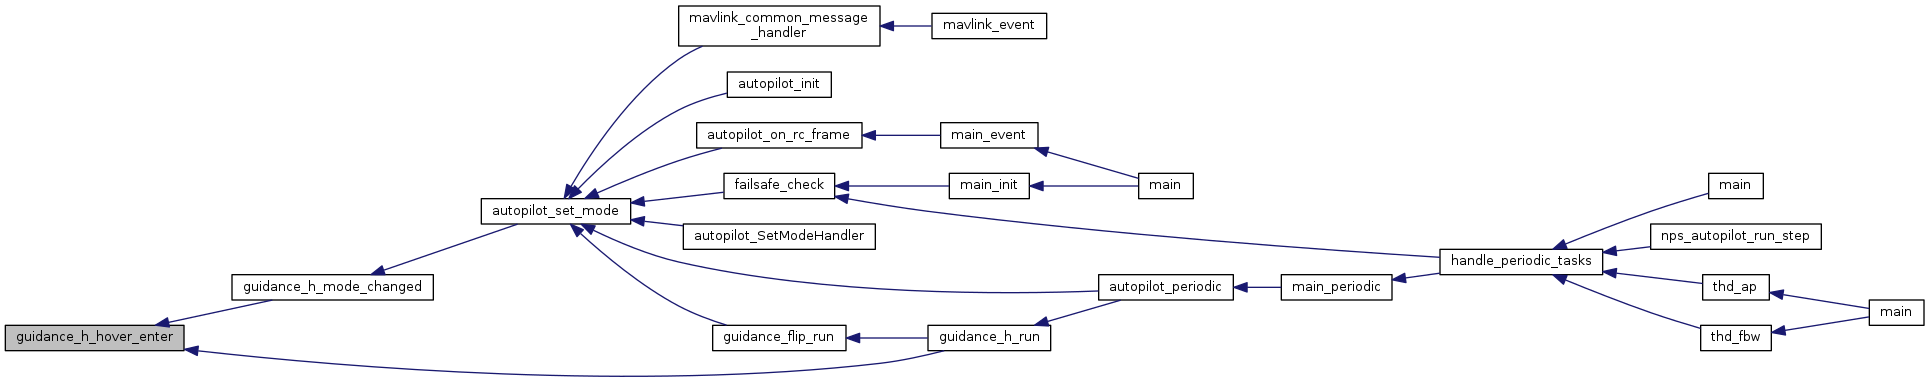 mavlink_common_message
_handler
mavlink_event
autopilot_init
autopilot_on_rc_frame
main_event
failsafe_check
main_init
main
main
autopilot_set_mode
autopilot_SetModeHandler
nps_autopilot_run_step
handle_periodic_tasks
guidance_h_mode_changed
autopilot_periodic
main_periodic
thd_ap
main
guidance_h_hover_enter
guidance_flip_run
guidance_h_run
thd_fbw